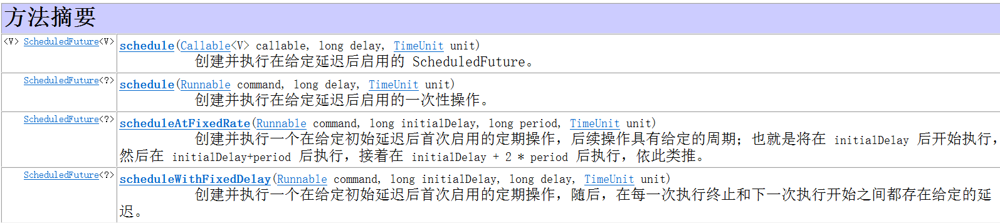 方法摘要
<V> ScheduledFuture<V> schedule(Callable<V> callable, long delay, TimeUnit unit)
创建并执行在给定延迟后启用的 ScheduledFuture。
ScheduledFuture<?> schedule(Runnable command, long delay, TimeUnit unit)
创建并执行在给定延迟后启用的一次性操作。
ScheduledFuture<?> scheduleAtFixedRate(Runnable command, long initialDelay, long period, TimeUnit unit)
创建并执行一个在给定初始延迟后首次启用的定期操作，后续操作具有给定的周期；也就是将在 initialDelay 后开始执行，
然后在 initialDelay+period 后执行，接着在 initialDelay + 2 * period 后执行，依此类推。
ScheduledFuture<?> scheduleWithFixedDelay(Runnable command, long initialDelay, long delay, TimeUnit unit)
创建并执行一个在给定初始延迟后首次启用的定期操作，随后，在每一次执行终止和下一次执行开始之间都存在给定的延
迟。